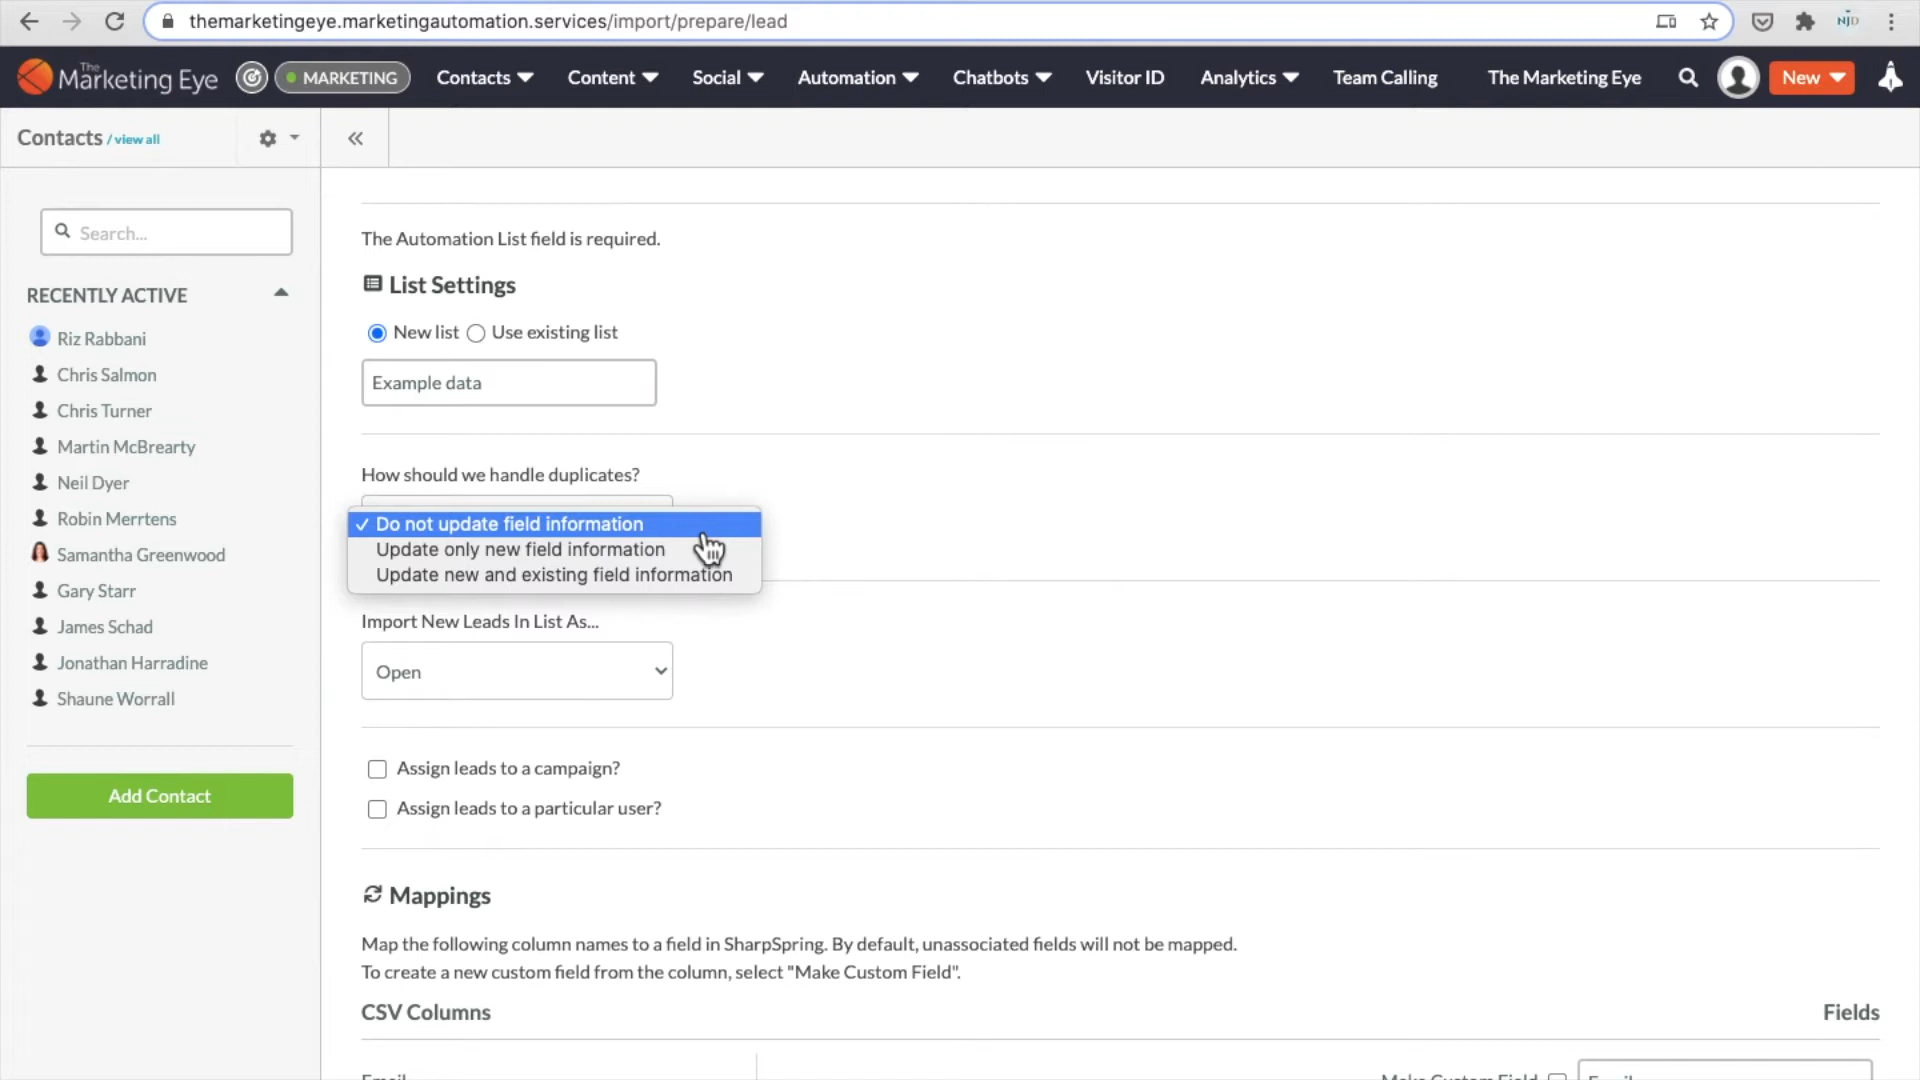 themarketingeye.marketingautomation.services/import/prepare/lead
NJD
The Marketing Eye
MARKETING
Contacts
Content
Social
Automation
Chatbots
Visitor ID
Analytics
Team Calling
The Marketing Eye
New
Contacts / view all
Search...
RECENTLY ACTIVE
Riz Rabbani
Chris Salmon
Chris Turner
Martin McBrearty
Neil Dyer
Robin Merrtens
Samantha Greenwood
Gary Starr
James Schad
Jonathan Harradine
Shaune Worrall
Add Contact
The Automation List field is required.
List Settings
New list Use existing list
Example data
How should we handle duplicates?
✓ Do not update field information
Update only new field information
Update new and existing field information
Import New Leads In List As...
Open
Assign leads to a campaign?
Assign leads to a particular user?
Mappings
Map the following column names to a field in SharpSpring. By default, unassociated fields will not be mapped.
To create a new custom field from the column, select "Make Custom Field".
CSV Columns Fields
Email Make Custom Field Email